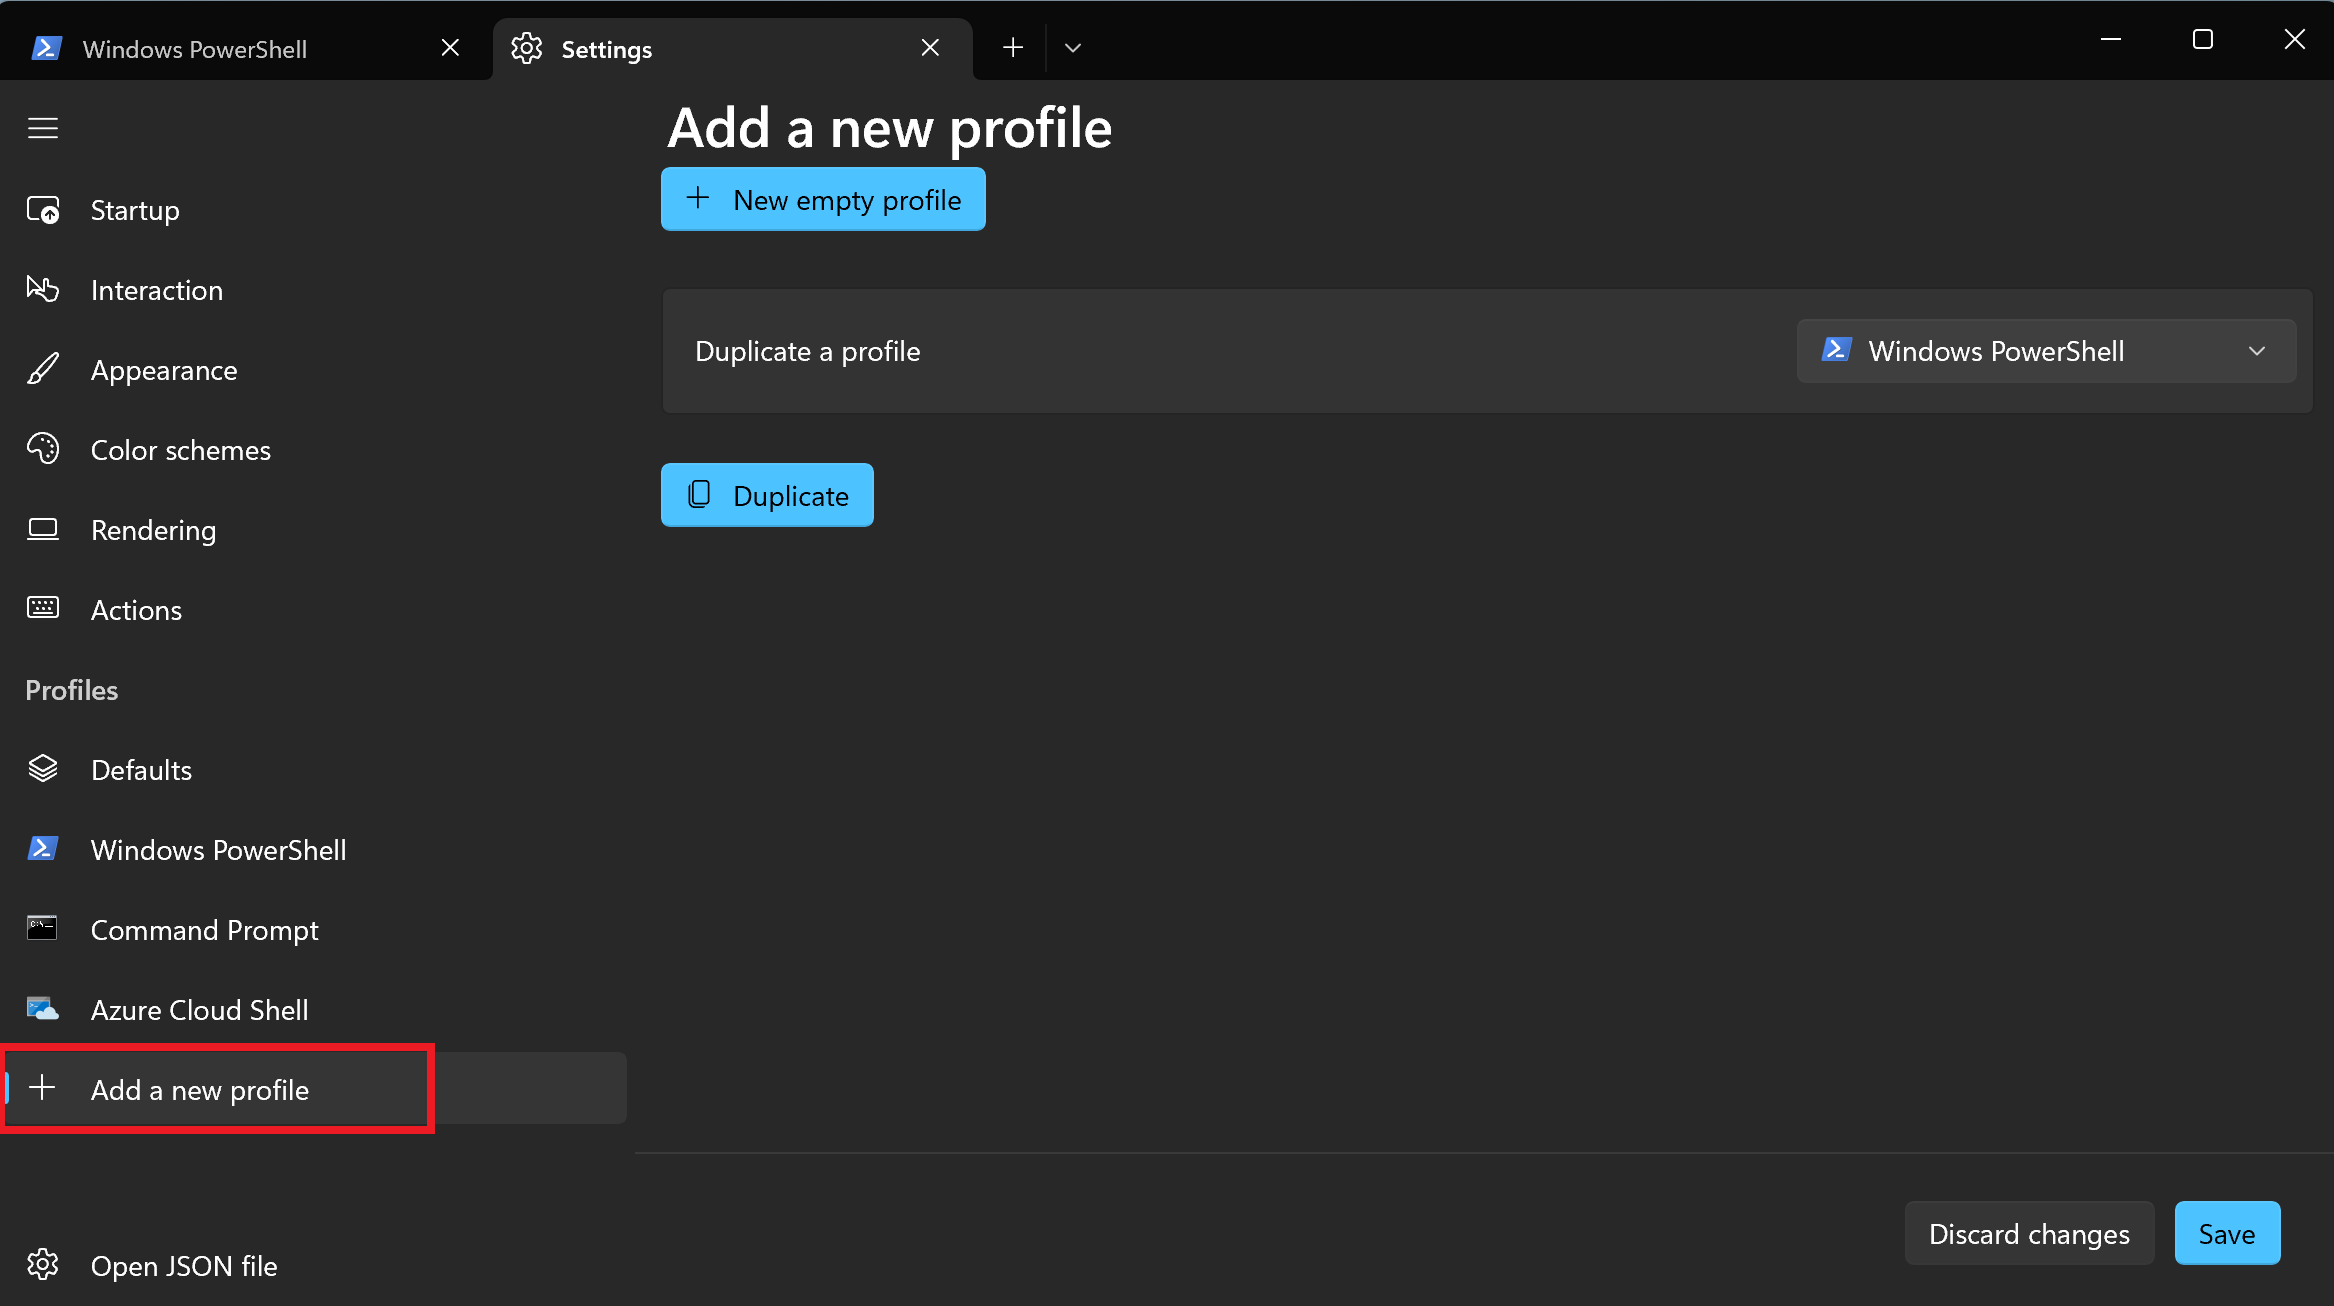 Windows PowerShell
Settings
Add a new profile
New empty profile
Startup
Interaction
Duplicate a profile
Windows PowerShell
Appearance
Color schemes
Duplicate
Rendering
Actions
Profiles
Defaults
Windows PowerShell
Command Prompt
Azure Cloud Shell
Add a new profile
Discard changes
Save
Open JSON file